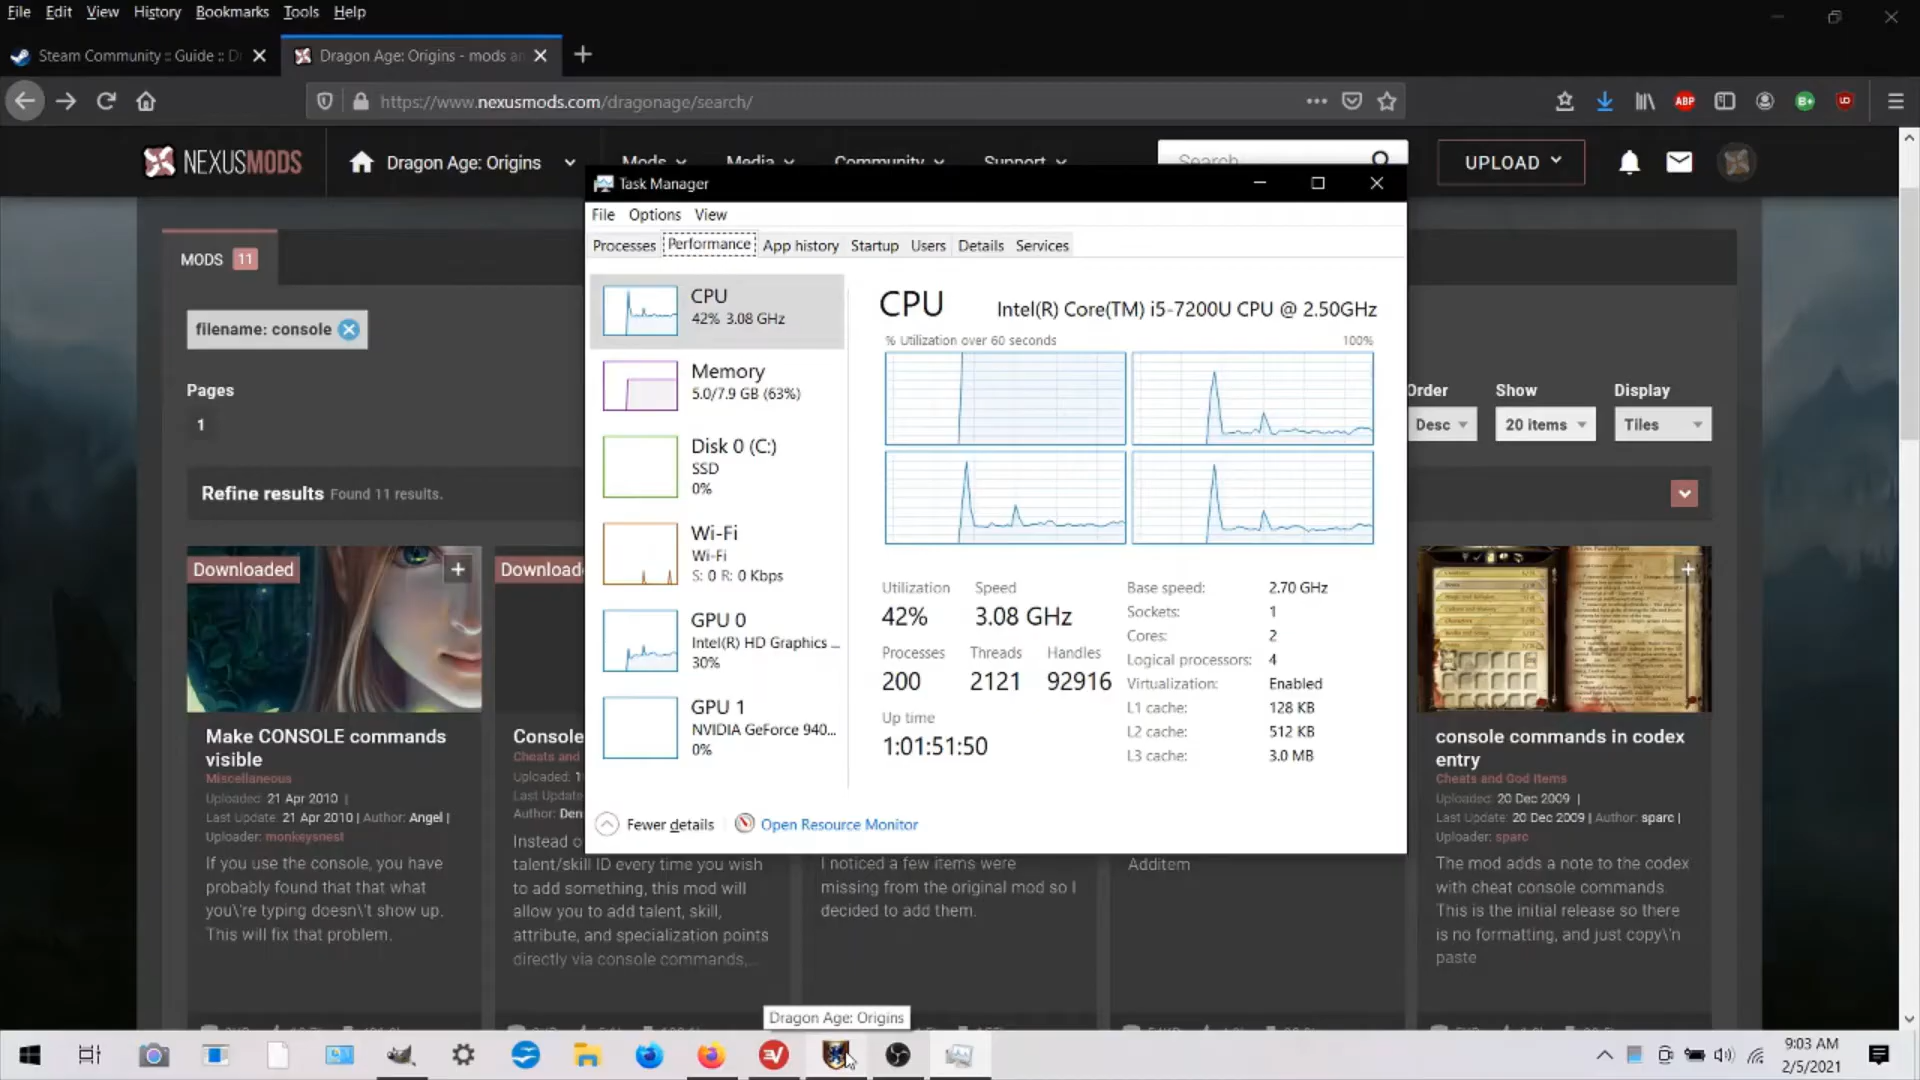 File Edit View History Bookmarks Tools Help
Steam Community :: Guide :: D
Dragon Age: Origins - mods an
https://www.nexusmods.com/dragonage/search/
ABP
B+
NEXUSMODS
Dragon Age: Origins
Mods
Media
Community
Support
Search
UPLOAD
MODS 11
filename: console
Pages
1
Order
Desc
Show
20 items
Display
Tiles
Refine results Found 11 results.
Task Manager
File Options View
Processes Performance App history Startup Users Details Services
CPU
42% 3.08 GHz
Memory
5.0/7.9 GB (63%)
Disk 0 (C:)
SSD
0%
Wi-Fi
Wi-Fi
S: 0 R: 0 Kbps
GPU 0
Intel(R) HD Graphics ...
30%
GPU 1
NVIDIA GeForce 940...
0%
CPU Intel(R) Core(TM) i5-7200U CPU @ 2.50GHz
% Utilization over 60 seconds 100%
Utilization Speed
42% 3.08 GHz
Processes Threads Handles
200 2121 92916
Up time
1:01:51:50
Base speed: 2.70 GHz
Sockets: 1
Cores: 2
Logical processors: 4
Virtualization: Enabled
L1 cache: 128 KB
L2 cache: 512 KB
L3 cache: 3.0 MB
Fewer details
Open Resource Monitor
Downloaded
Make CONSOLE commands
visible
Miscellaneous
Uploaded: 21 Apr 2010 |
Last Update: 21 Apr 2010 | Author: Angel |
Uploader: monkeysnest
If you use the console, you have
probably found that that what
you\'re typing doesn\'t show up.
This will fix that problem.
Download
Console
Cheats and
Uploaded: 1
Last Update
Author: Den
Instead o
talent/skill ID every time you wish
to add something, this mod will
allow you to add talent, skill,
attribute, and specialization points
directly via console commands,...
I noticed a few items were
missing from the original mod so I
decided to add them.
Additem
console commands in codex
entry
Cheats and God Items
Uploaded: 20 Dec 2009 |
Last Update: 20 Dec 2009 | Author: sparc |
Uploader: sparc
The mod adds a note to the codex
with cheat console commands.
This is the initial release so there
is no formatting, and just copy\'n
paste
Dragon Age: Origins
9:03 AM
2/5/2021